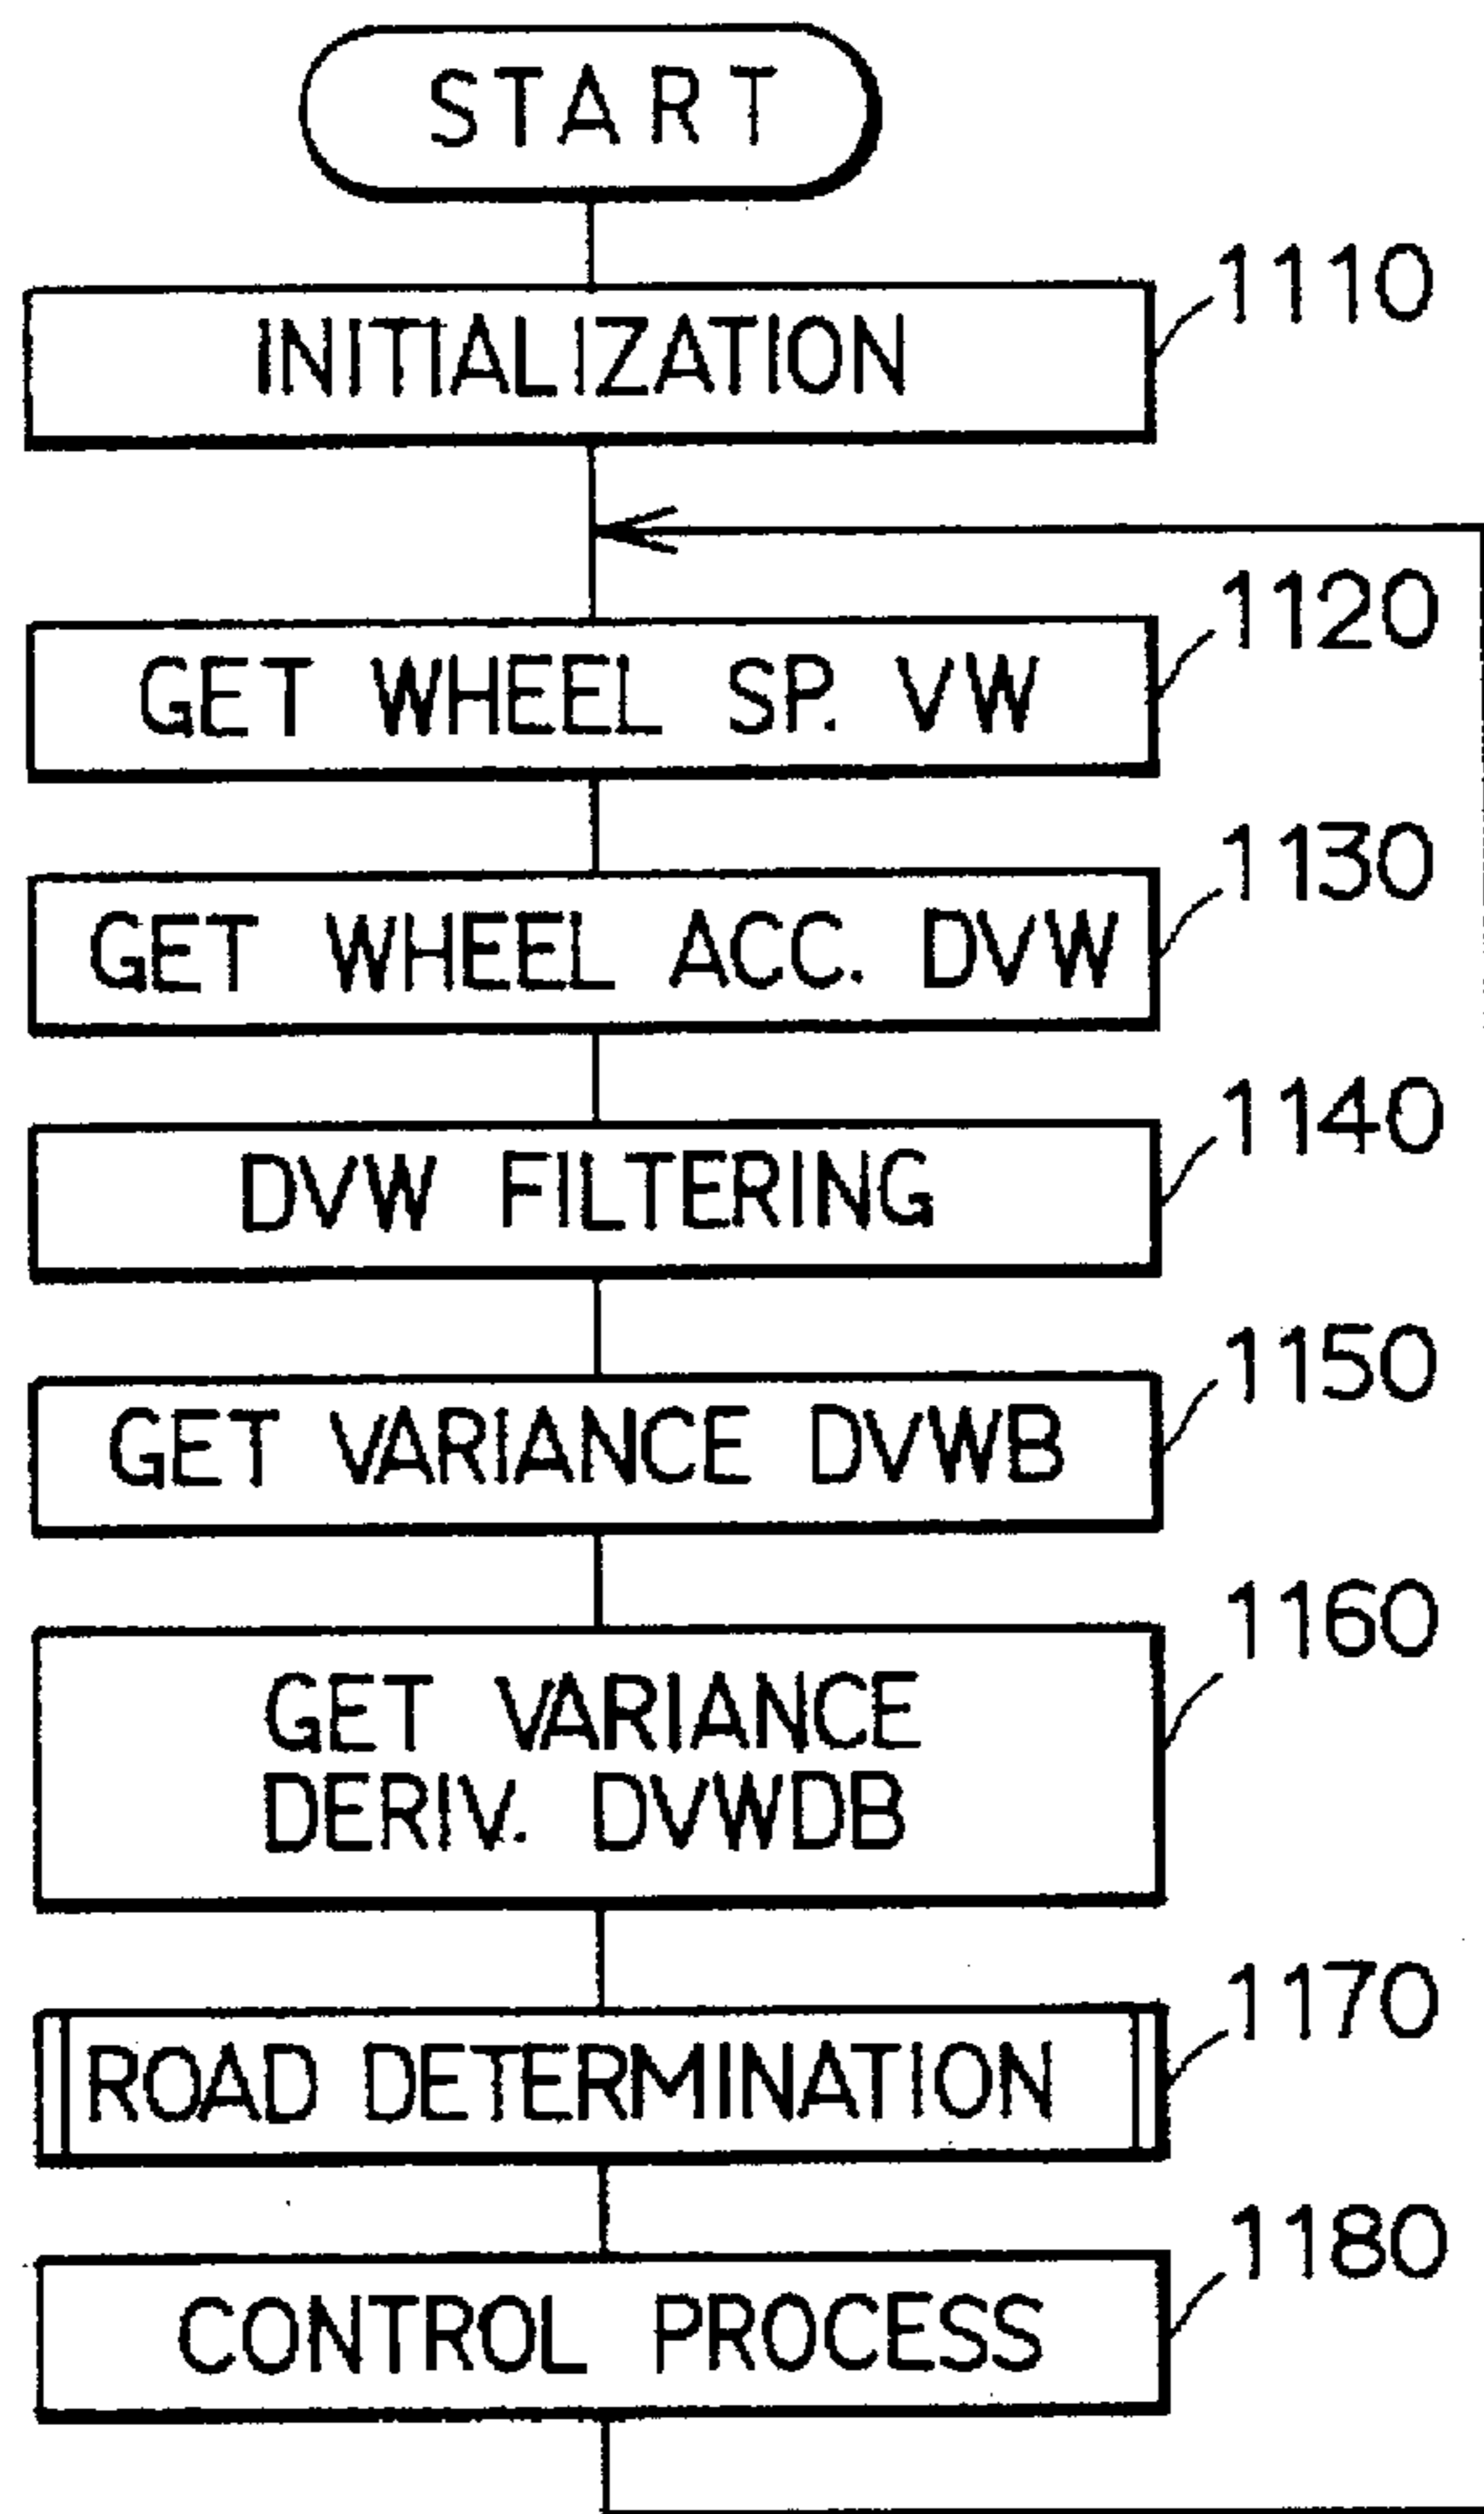 START
1110
INITIALIZATION
1120
GET WHEEL SP. VW
1130
GET WHEEL ACC. DVW
1140
DVW FILTERING
1150
GET VARIANCE DVWB
1160
GET VARIANCE
DERIV. DVWDB
1170
ROAD DETERMINATION
1180
CONTROL PROCESS